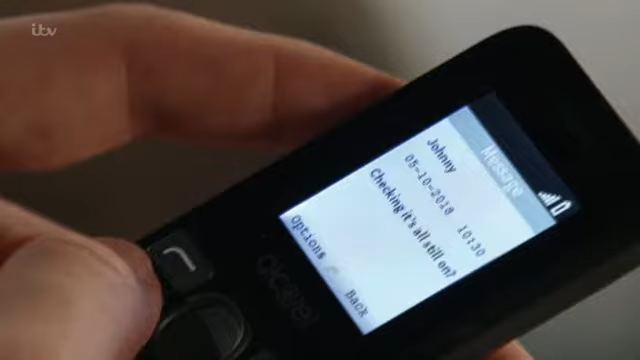 itv
Message
Johnny
05-10-2018 10:30
Checking it's all still on?
Options
Back
alcatel